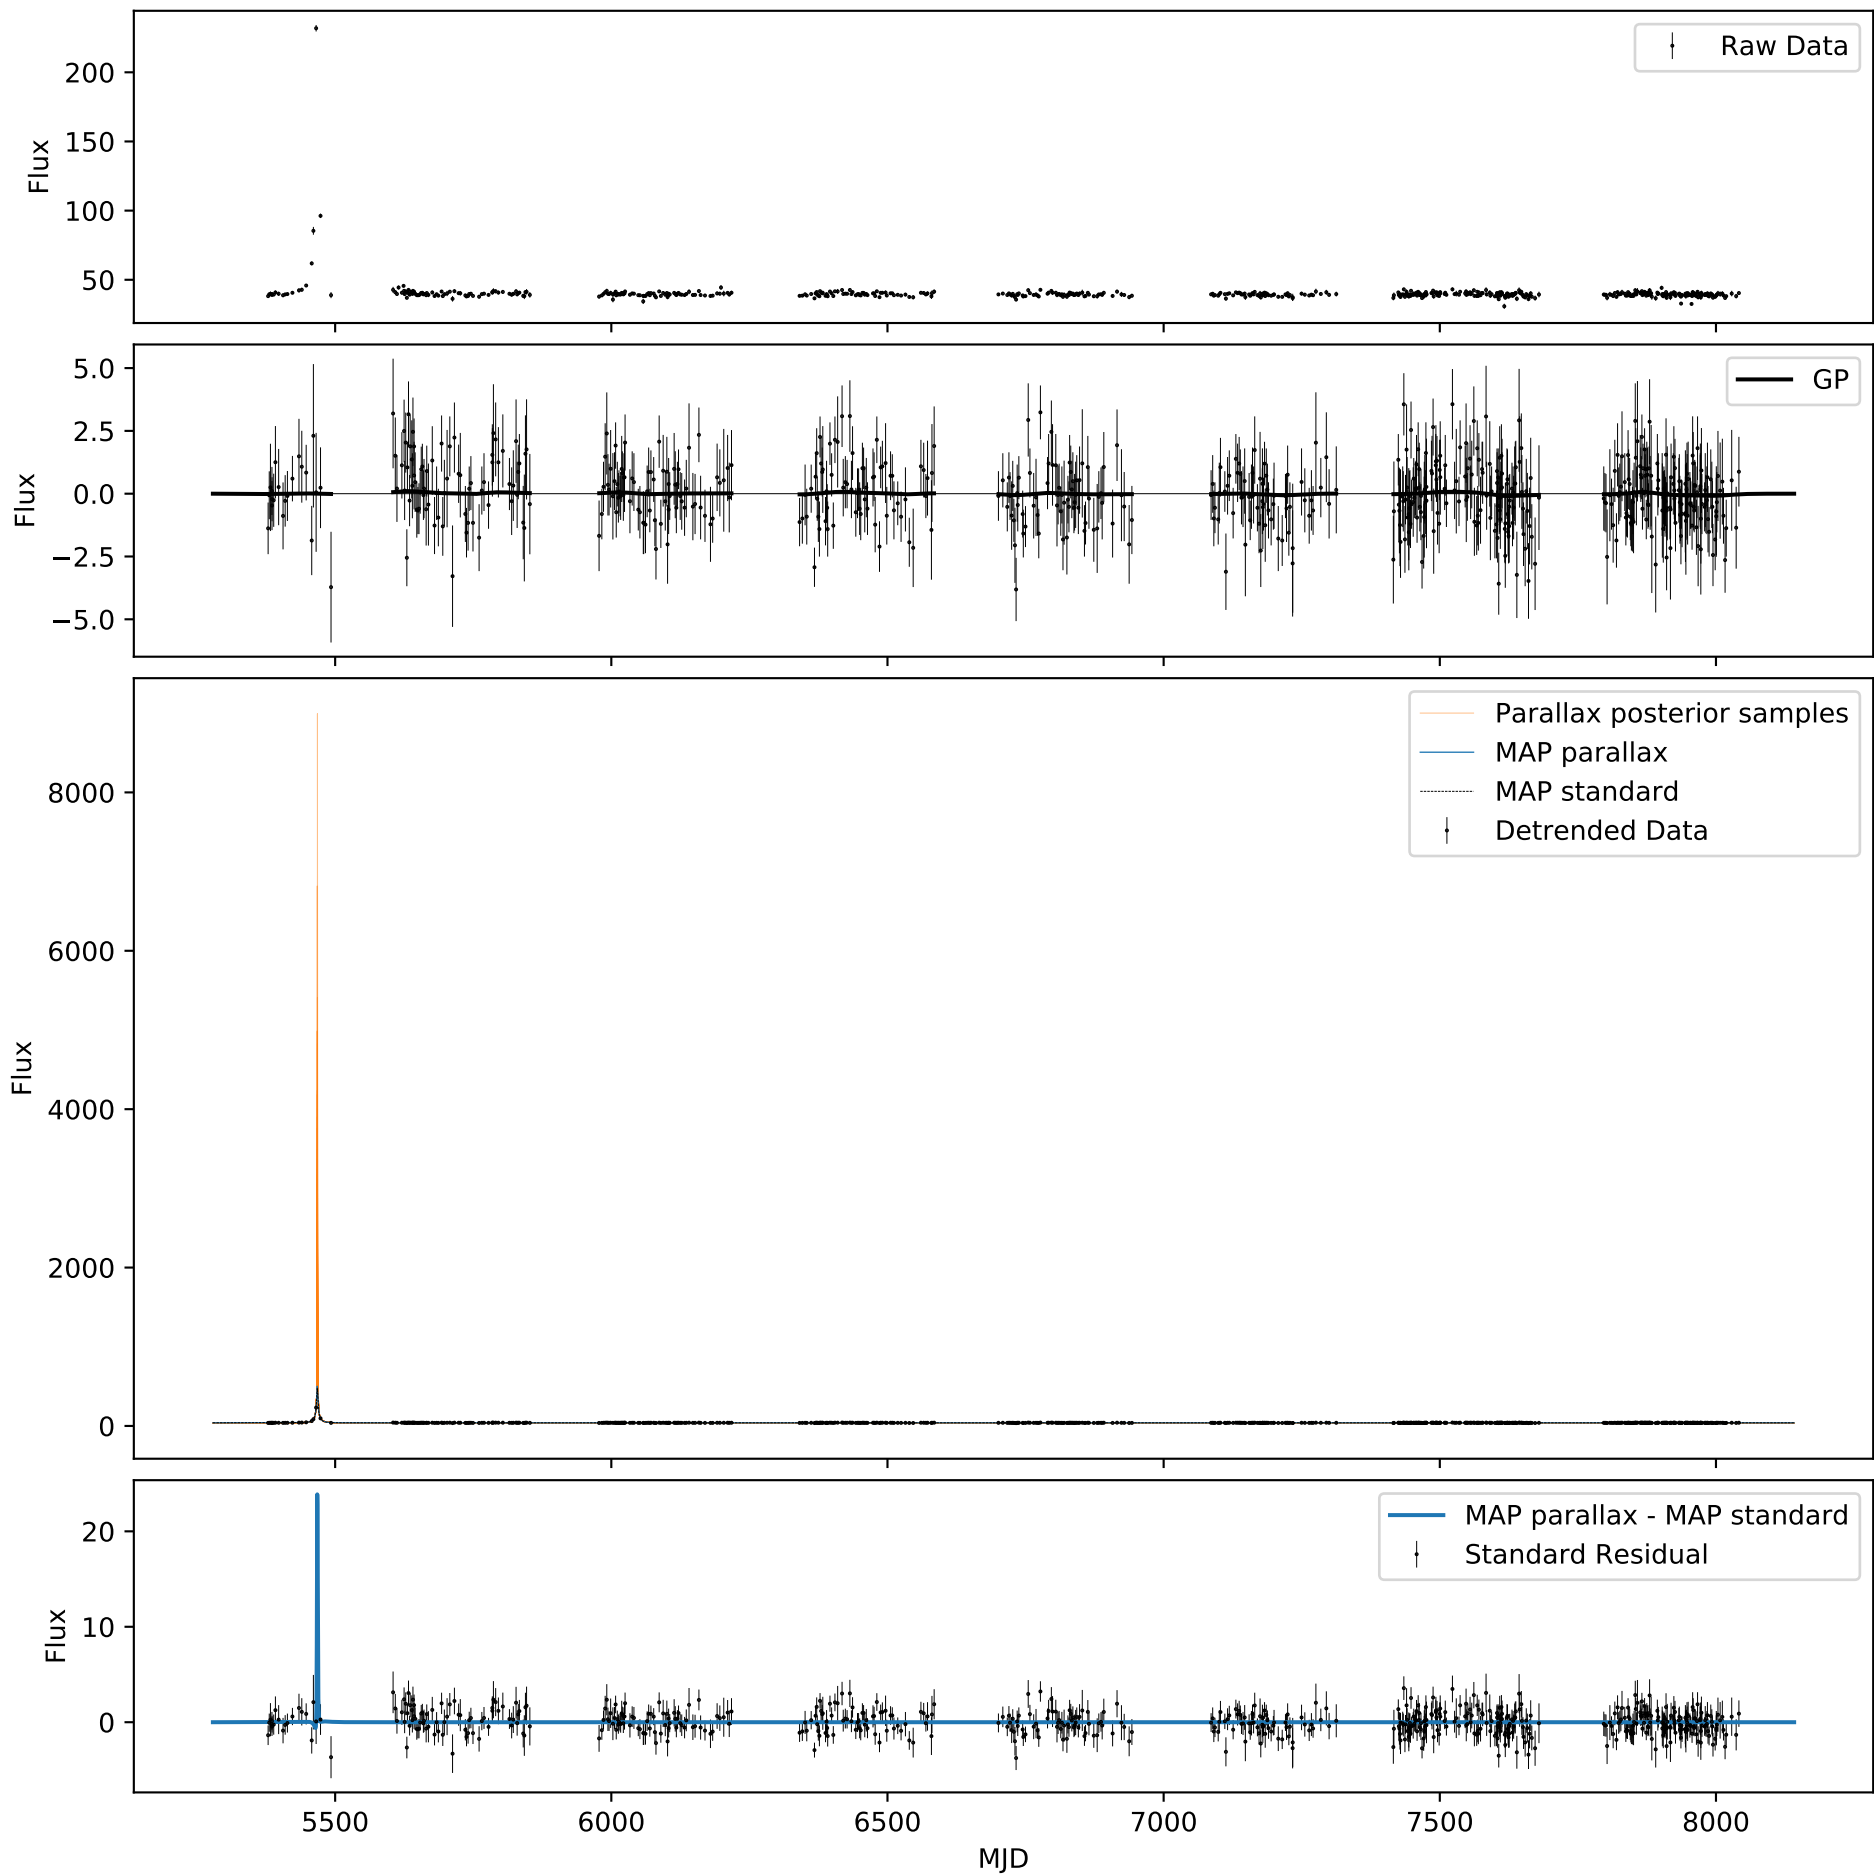 Flux
200
150
100
50
Raw Data
Flux
5.0
2.5
0.0
−2.5
−5.0
GP
Flux
8000
6000
4000
2000
0
Parallax posterior samples
MAP parallax
MAP standard
Detrended Data
Flux
20
10
0
MAP parallax - MAP standard
Standard Residual
5500 6000 6500 7000 7500 8000
MJD